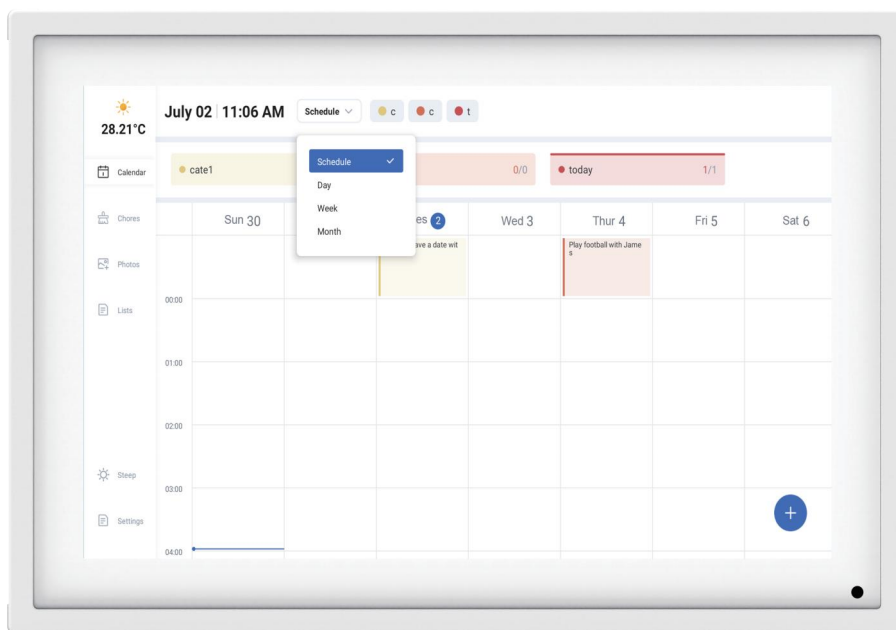 28.21°C
July 02 11:06 AM
Schedule
c
c
t
Calendar
Chores
Photos
Lists
Steep
Settings
cate1
0/0
today
1/1
Schedule
Day
Week
Month
Sun 30
es 2
Wed 3
Thur 4
Fri 5
Sat 6
ave a date wit
Play football with Jame
s
00:00
01:00
02:00
03:00
04:00